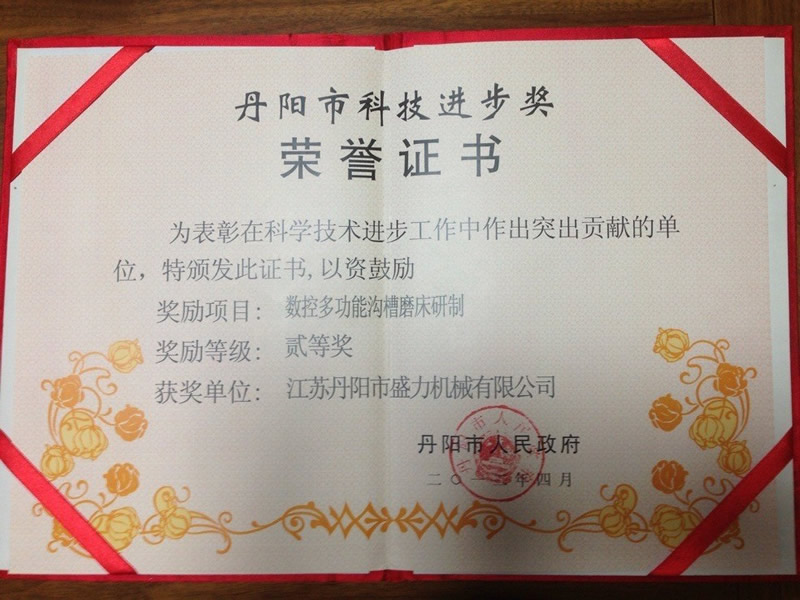 丹阳市科技进步奖
荣誉证书
为表彰在科学技术进步工作中作出突出贡献的单
位，特颁发此证书,以资鼓励
奖励项目：数控多功能沟槽磨床研制
奖励等级：贰等奖
获奖单位：江苏丹阳市盛力机械有限公司
丹阳市人民政府
二〇一 年四月